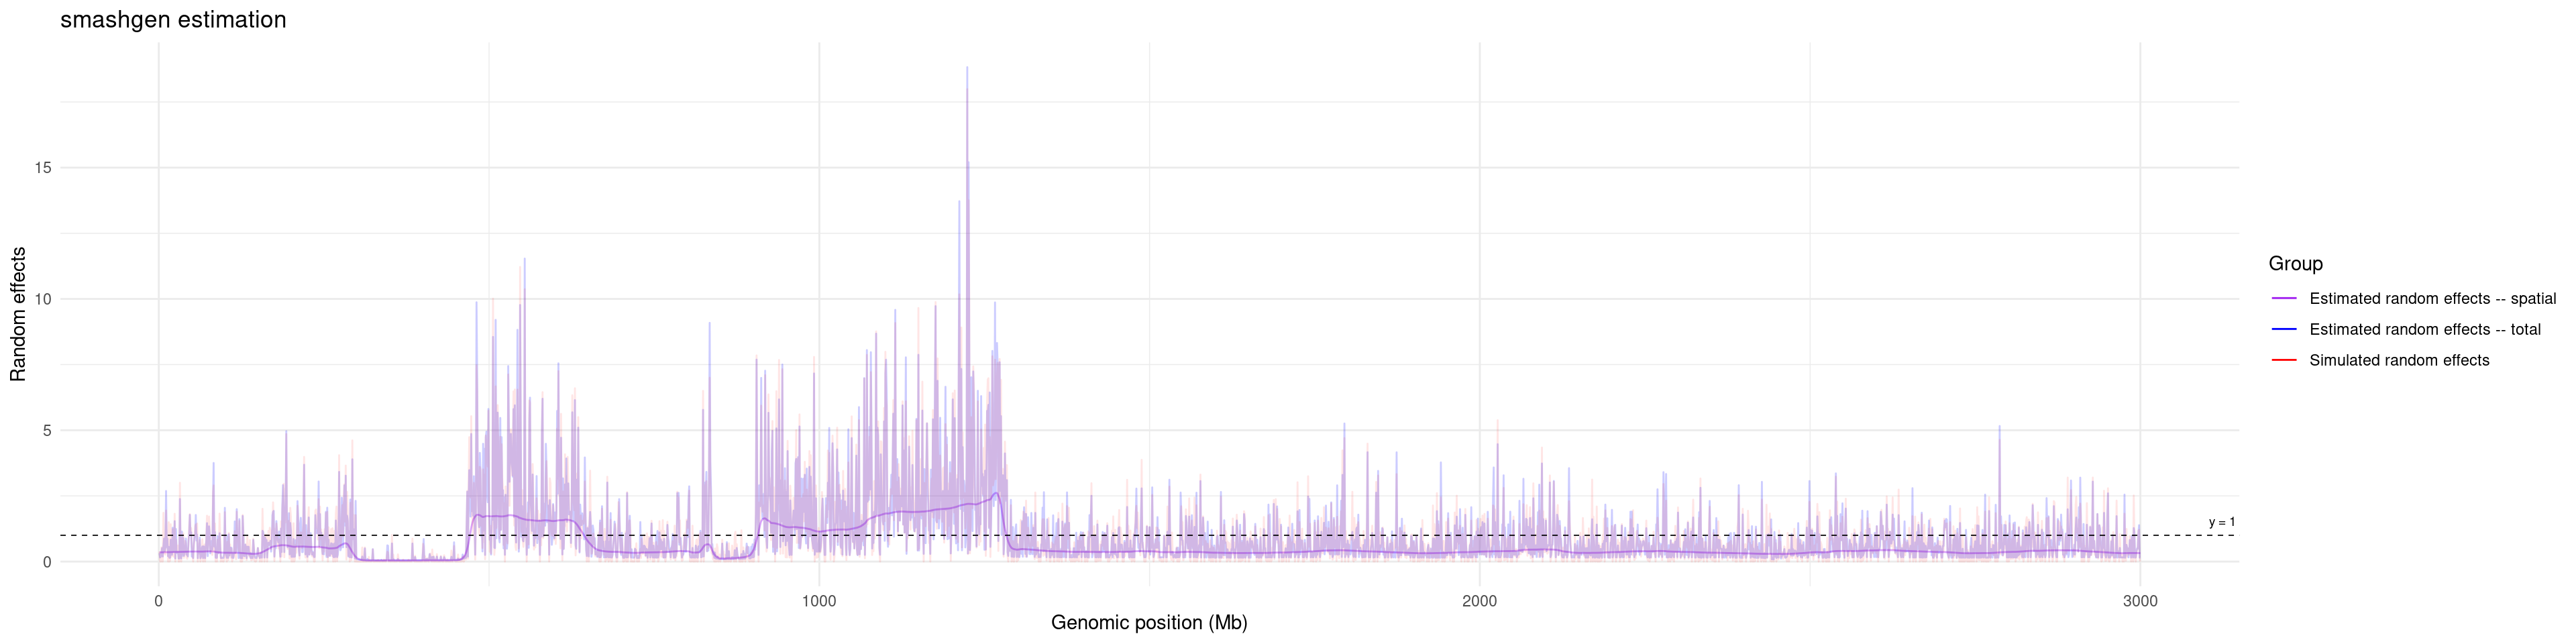 smashgen estimation
Random effects
15
10
5
0
y = 1
0
1000
2000
3000
Genomic position (Mb)
Group
Estimated random effects -- spatial
Estimated random effects -- total
Simulated random effects